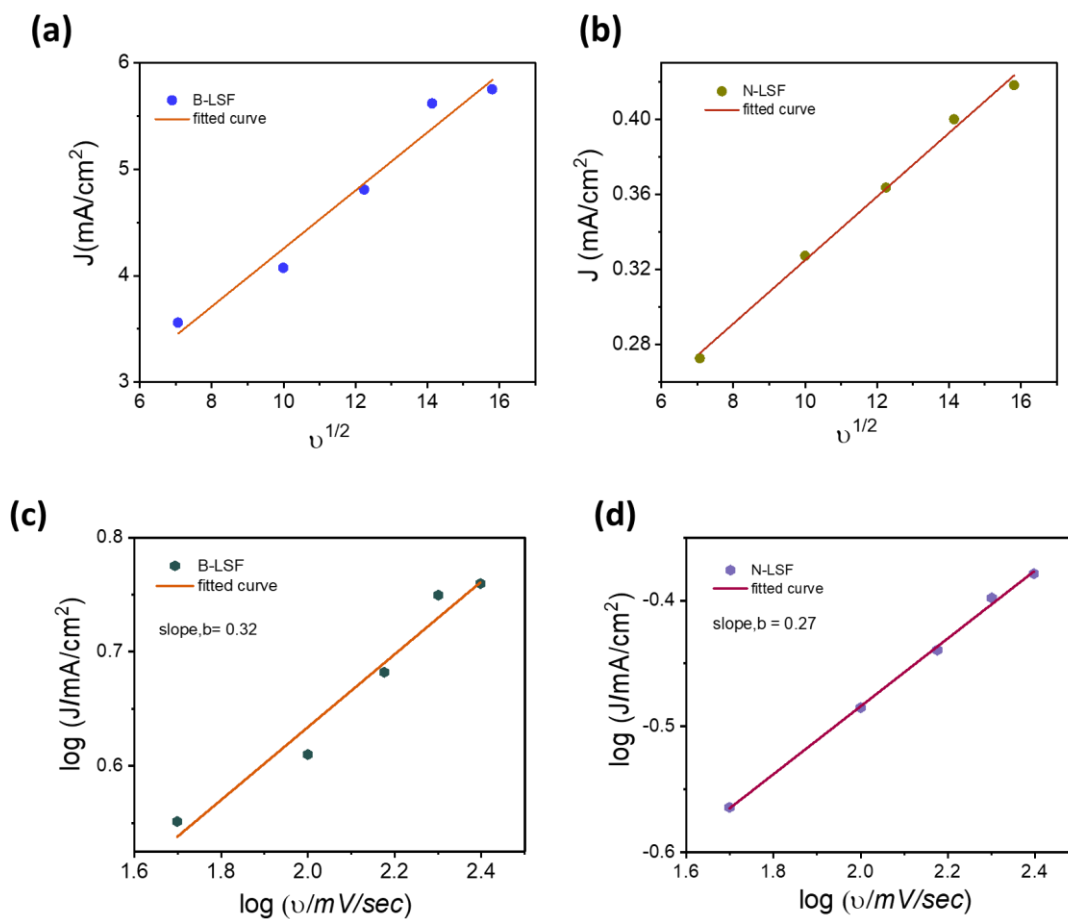 (a)
B-LSF
fitted curve
6
5
4
3
J(mA/cm²)
6 8 10 12 14 16
υ^1/2
(b)
N-LSF
fitted curve
0.40
0.36
0.32
0.28
J (mA/cm²)
6 8 10 12 14 16
υ^1/2
(c)
B-LSF
fitted curve
slope,b= 0.32
0.8
0.7
0.6
log (J/mA/cm²)
1.6 1.8 2.0 2.2 2.4
log (υ/mV/sec)
(d)
N-LSF
fitted curve
slope,b = 0.27
-0.4
-0.5
-0.6
log (J/mA/cm²)
1.6 1.8 2.0 2.2 2.4
log (υ/mV/sec)